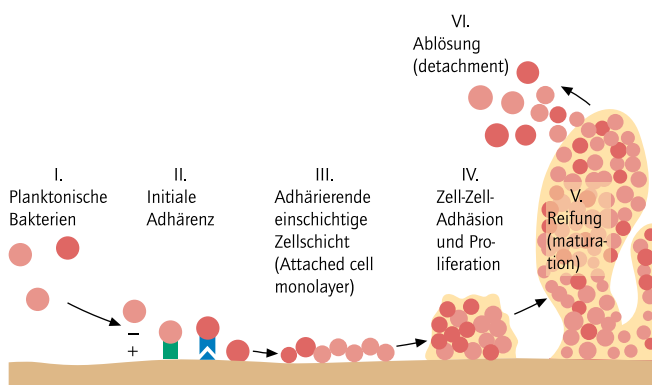 I.
Planktonische
Bakterien
II.
Initiale
Adhärenz
–
+
III.
Adhärierende
einschichtige
Zellschicht
(Attached cell
monolayer)
IV.
Zell-Zell-
Adhäsion
und Pro-
liferation
V.
Reifung
(matura-
tion)
VI.
Ablösung
(detachment)